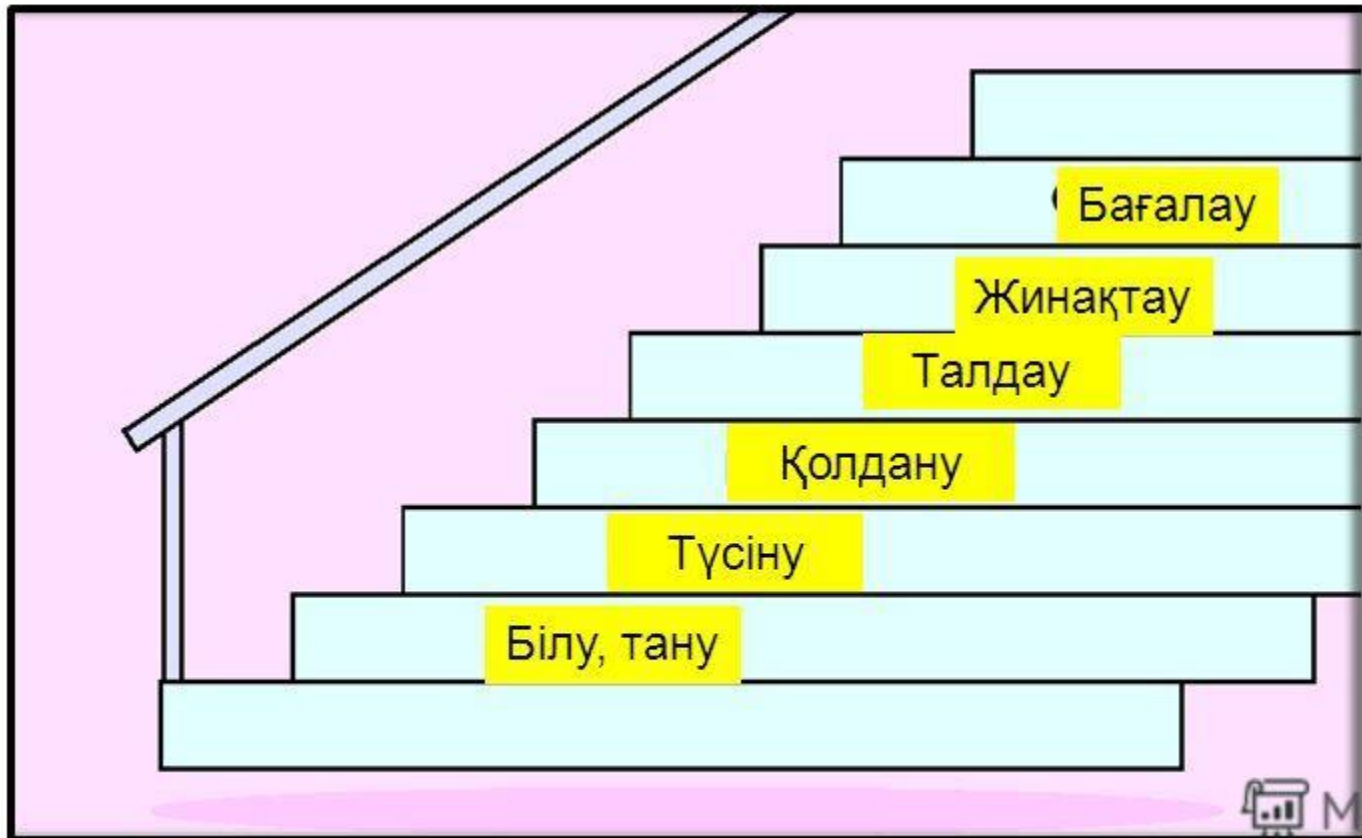 Бағалау
Жинақтау
Талдау
Қолдану
Түсіну
Білу, тану
М